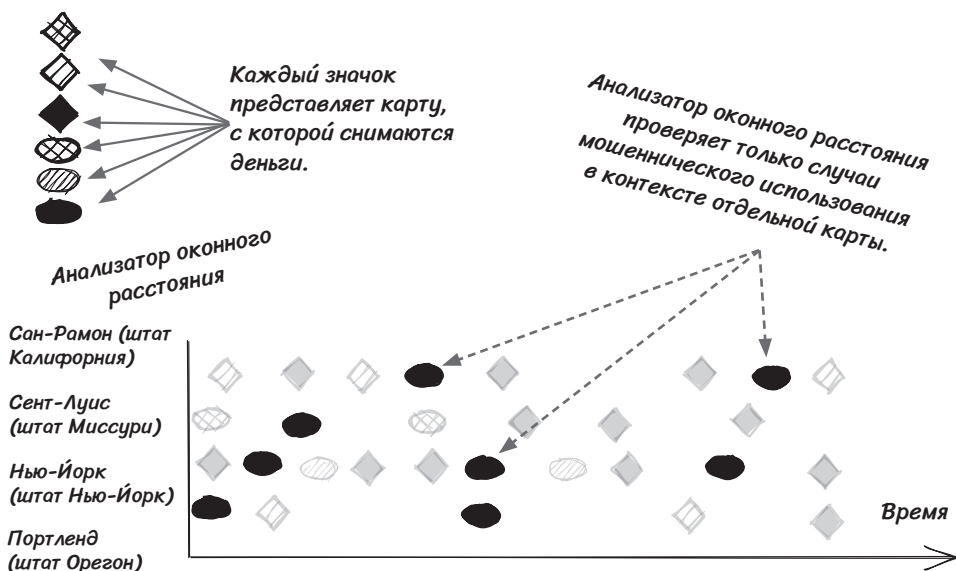 Каждый значок
представляет карту,
с которой снимаются
деньги.
Анализатор оконного расстояния
проверяет только случаи
мошеннического использования
в контексте отдельной карты.
Анализатор оконного
расстояния
Сан-Рамон (штат
Калифорния)
Сент-Луис
(штат Миссури)
Нью-Йорк
(штат Нью-Йорк)
Портленд
(штат Орегон)
Время